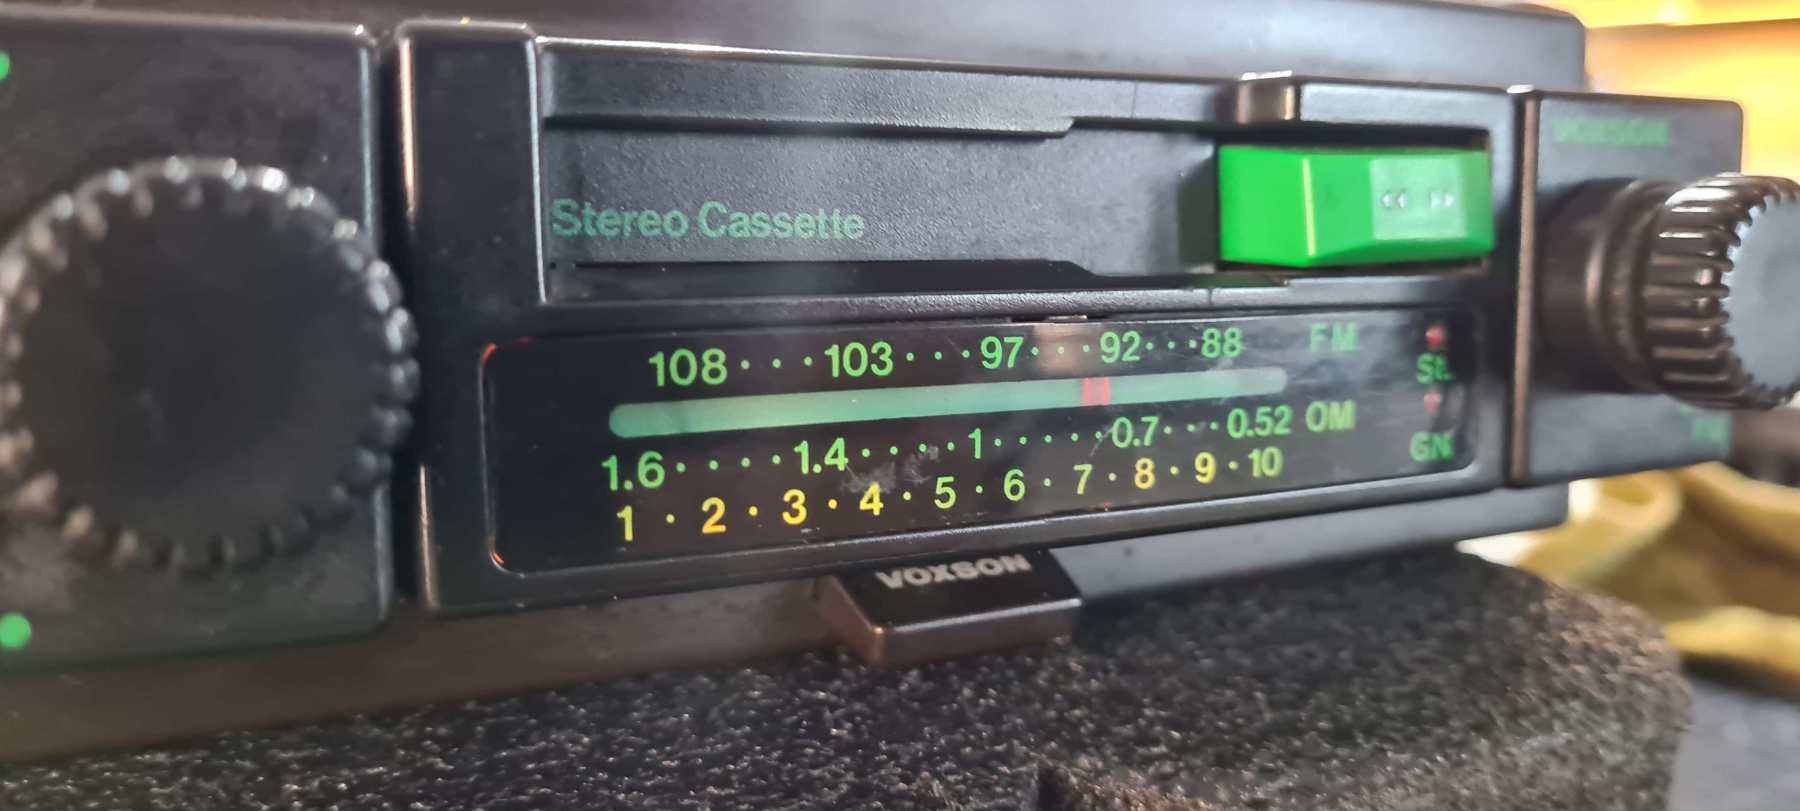 VOXSON
Stereo Cassette
108 · · · 103 · · · 97 · · · 92 · · · 88 FM
St.
1.6 · · · · 1.4 · · · · 1 · · · · · 0.7 · · · 0.52 OM
GN
1 · 2 · 3 · 4 · 5 · 6 · 7 · 8 · 9 · 10
VOXSON